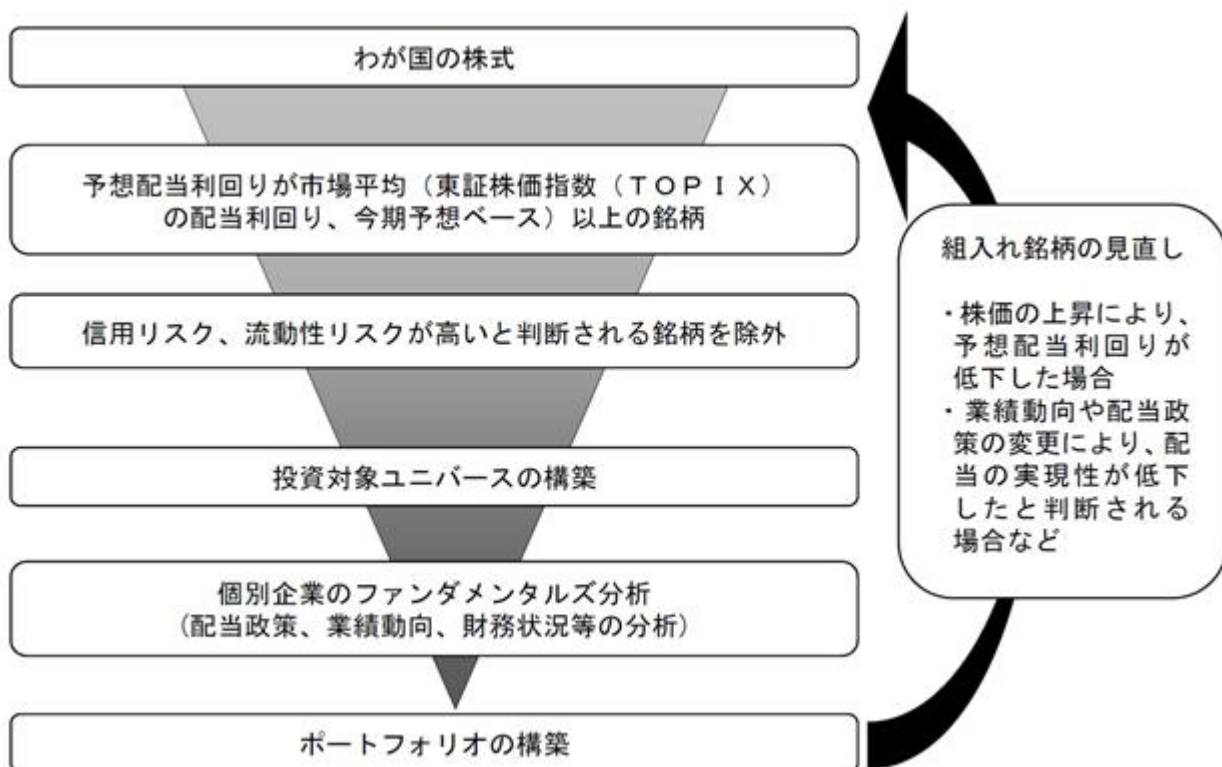 わが国の株式
予想配当利回りが市場平均（東証株価指数（ＴＯＰＩＸ）
の配当利回り、今期予想ベース）以上の銘柄
信用リスク、流動性リスクが高いと判断される銘柄を除外
投資対象ユニバースの構築
個別企業のファンダメンタルズ分析
（配当政策、業績動向、財務状況等の分析）
ポートフォリオの構築
組入れ銘柄の見直し
・株価の上昇により、
予想配当利回りが
低下した場合
・業績動向や配当政
策の変更により、配
当の実現性が低下
したと判断される
場合など